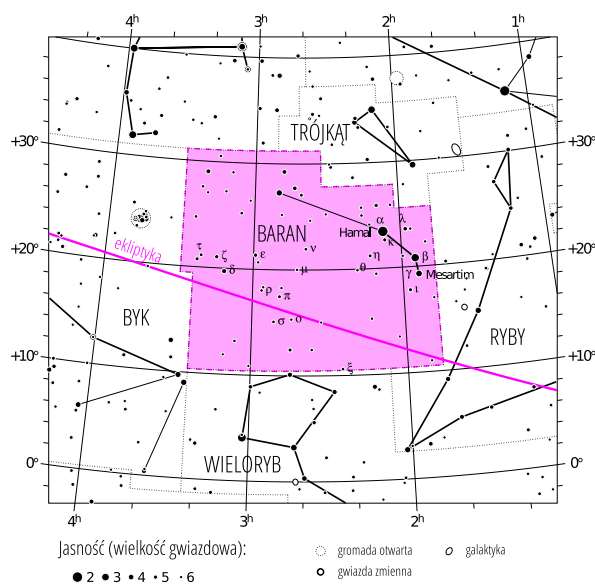 4ʰ 3ʰ 2ʰ 1ʰ
+30° +30°
TRÓJKĄT
α λ
Hamal
BARAN
κ
ekliptyka
τ ζ ε ν η β
+20° +20°
δ μ θ γ Mesartim
ρ π ι
BYK
σ ο
RYBY
+10° +10°
ξ
WIELORYB
0° 0°
4ʰ 3ʰ 2ʰ
Jasność (wielkość gwiazdowa):
2 3 4 5 6
gromada otwarta
galaktyka
gwiazda zmienna